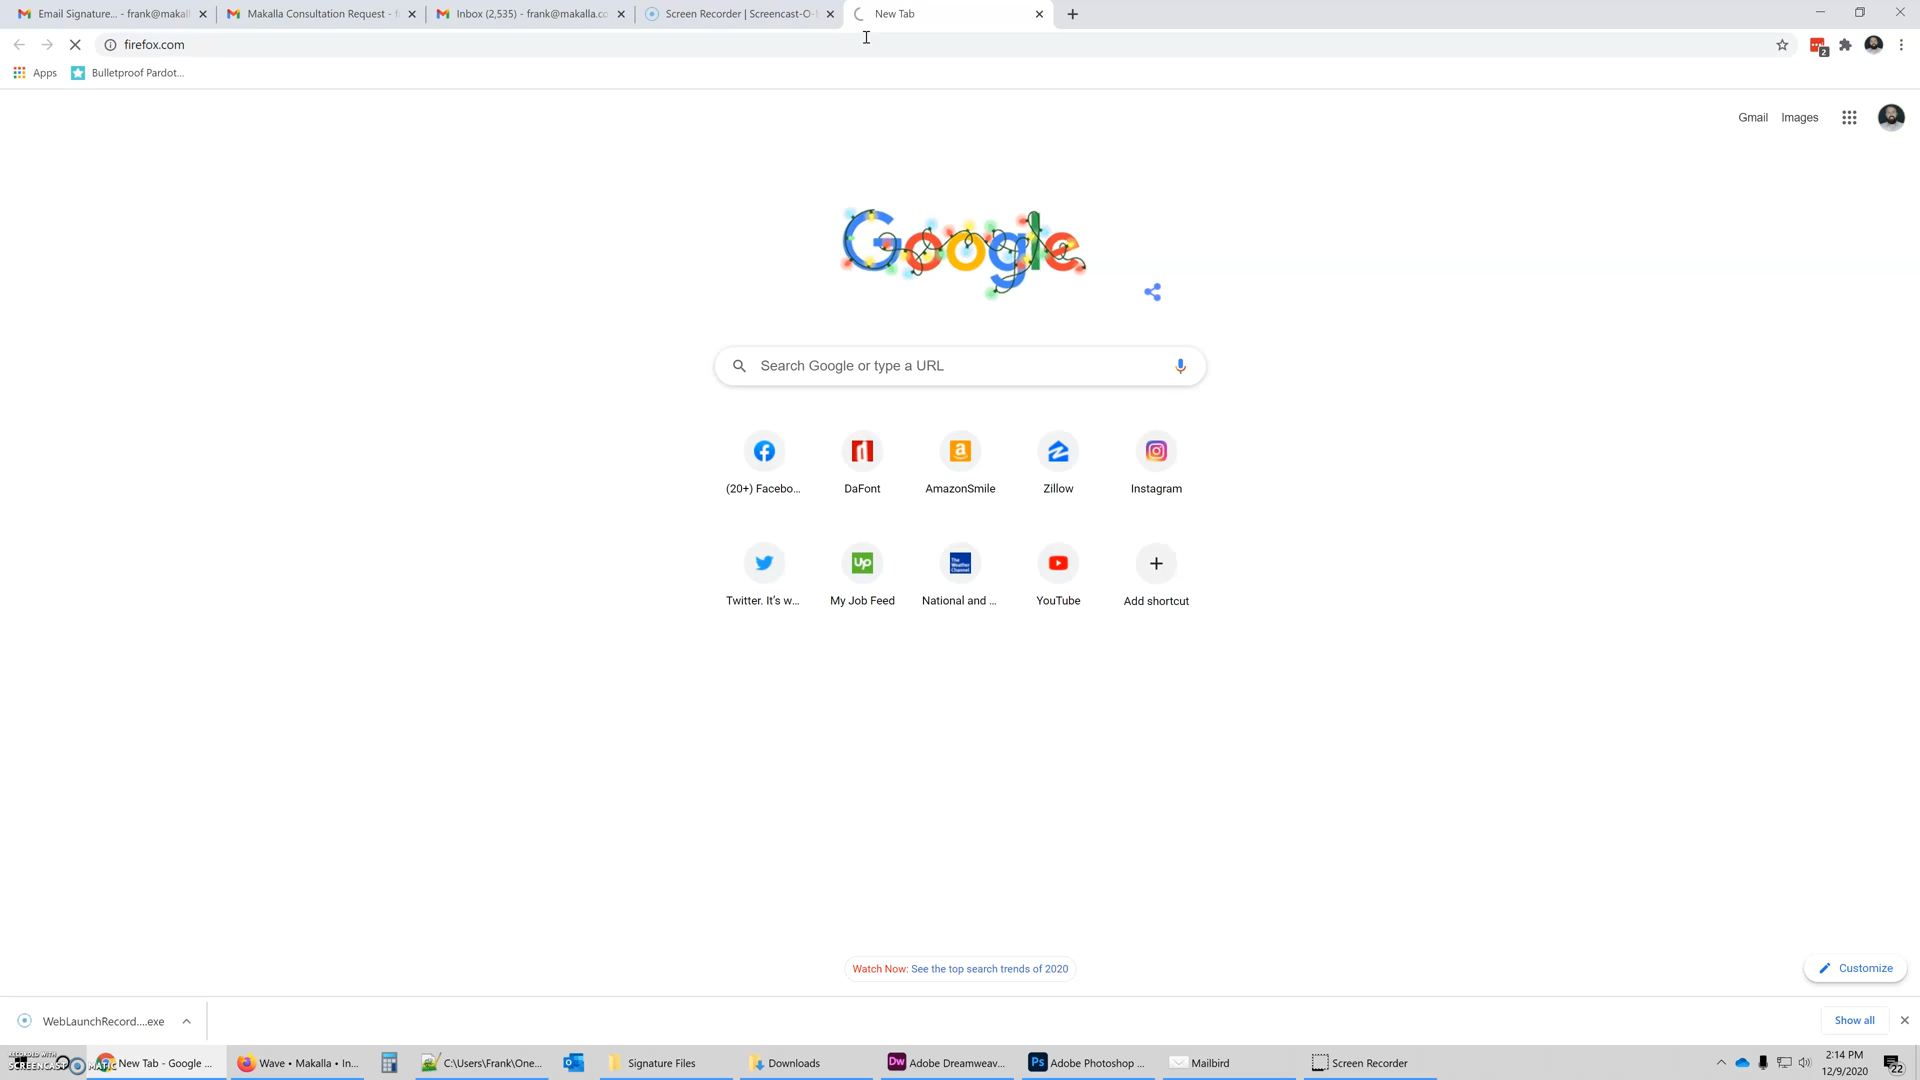 Email Signature... - frank@makall
Makalla Consultation Request - f
Inbox (2,535) - frank@makalla.co
Screen Recorder | Screencast-O-
New Tab
firefox.com
Apps
Bulletproof Pardot...
Gmail
Images
Google
Search Google or type a URL
(20+) Facebo...
DaFont
AmazonSmile
Zillow
Instagram
Twitter. It's w...
My Job Feed
National and ...
YouTube
Add shortcut
Watch Now: See the top search trends of 2020
Customize
WebLaunchRecord....exe
Show all
RECORDED WITH
SCREENCAST MATIC
New Tab - Google ...
Wave • Makalla • In...
C:\Users\Frank\One...
Signature Files
Downloads
Adobe Dreamweav...
Adobe Photoshop ...
Mailbird
Screen Recorder
2:14 PM
12/9/2020
22